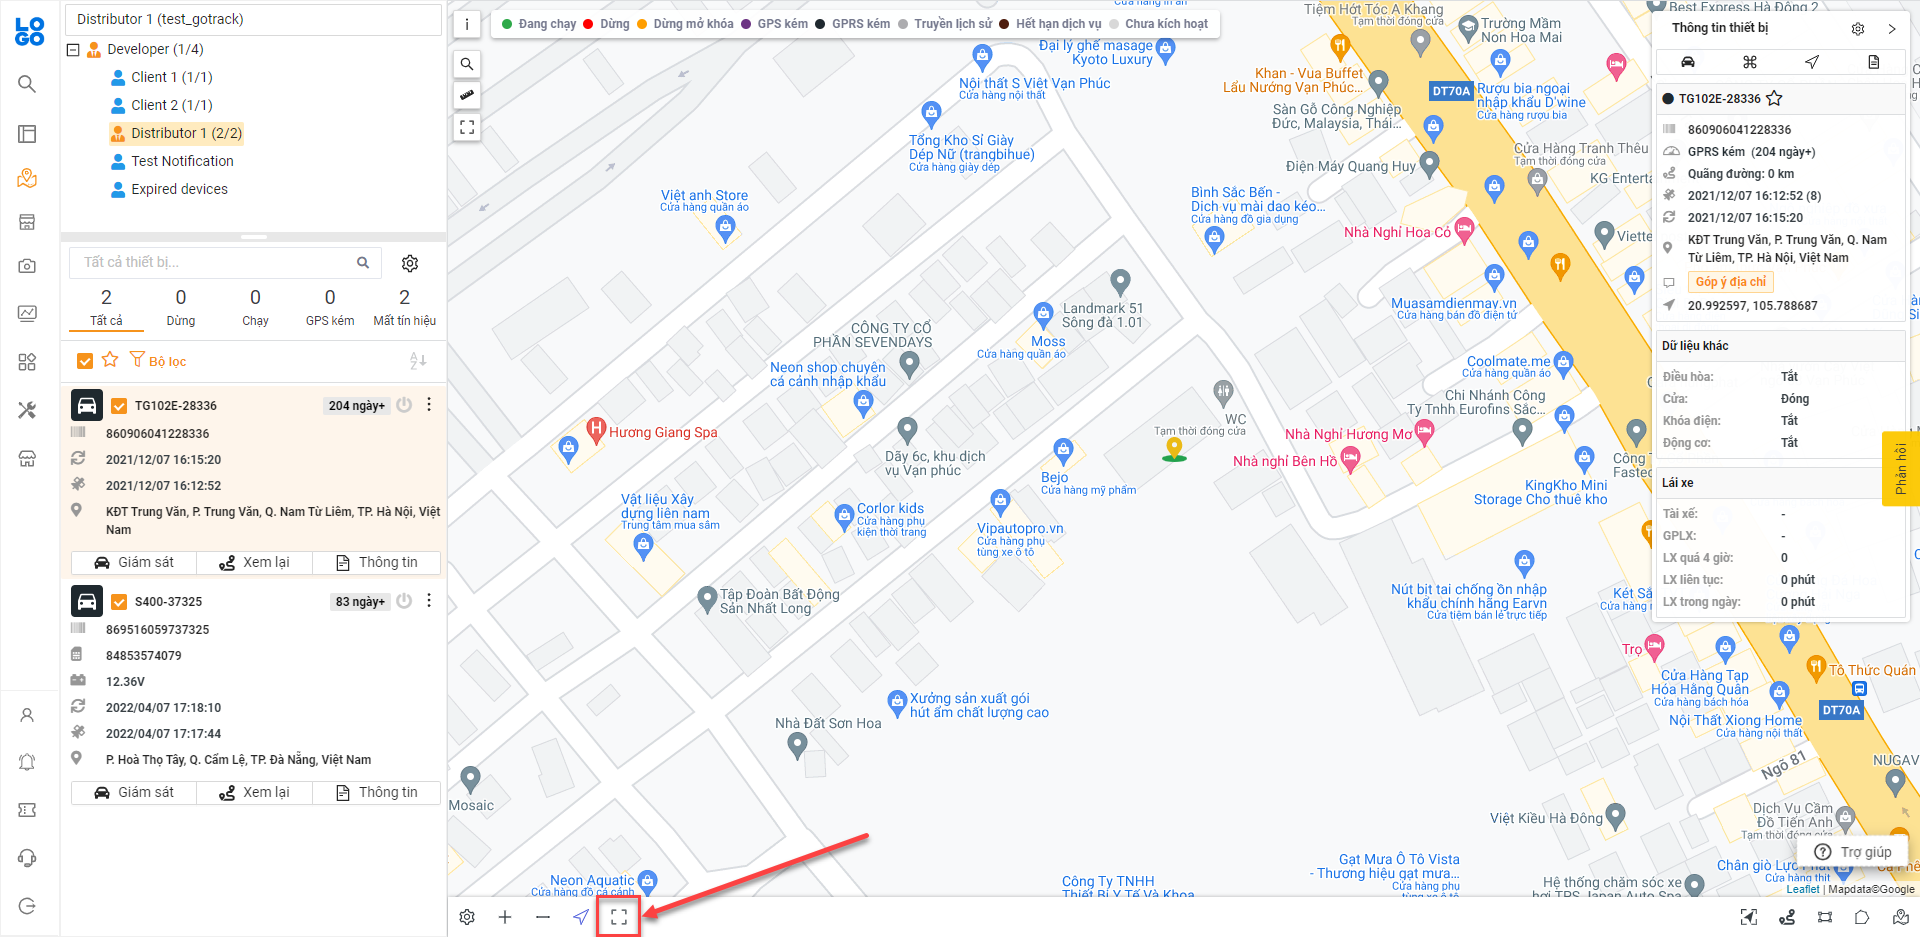 LOGO
Distributor 1 (test_gotrack)
Developer (1/4)
Client 1 (1/1)
Client 2 (1/1)
Distributor 1 (2/2)
Test Notification
Expired devices
Tất cả thiết bị...
2 0 0 0 2
Tất cả Dừng Chạy GPS kém Mất tín hiệu
Bộ lọc
TG102E-28336 204 ngày+
860906041228336
2021/12/07 16:15:20
2021/12/07 16:12:52
KĐT Trung Văn, P. Trung Văn, Q. Nam Từ Liêm, TP. Hà Nội, Việt
Nam
Giám sát Xem lại Thông tin
S400-37325 83 ngày+
869516059737325
84853574079
12.36V
2022/04/07 17:18:10
2022/04/07 17:17:44
P. Hoà Thọ Tây, Q. Cẩm Lệ, TP. Đà Nẵng, Việt Nam
Giám sát Xem lại Thông tin
i
Đang chạy Dừng Dừng mở khóa GPS kém GPRS kém Truyền lịch sử Hết hạn dịch vụ Chưa kích hoạt
Tiệm Hớt Tóc A Khang
Tạm thời đóng cửa
Trường Mầm
Non Hoa Mai
Best Express Hà Đông 2
Đại lý ghế masage
Kyoto Luxury
Nội thất S Việt Vạn Phúc
Cửa hàng nội thất
Khan - Vua Buffet
Lẩu Nướng Vạn Phúc...
DT70A
Rượu bia ngoại
nhập khẩu D'wine
Cửa hàng rượu bia
Sàn Gỗ Công Nghiệp
Đức, Malaysia, Thái...
Tổng Kho Sỉ Giày
Dép Nữ (trangbihue)
Cửa hàng giày dép
Cửa Hàng Tranh Thêu
Tạm thời đóng cửa
Điện Máy Quang Huy
KG Enterta
Việt anh Store
Cửa hàng quần áo
Bình Sắc Bến -
Dịch vụ mài dao kéo...
Cửa hàng đồ gia dụng
Nhà Nghỉ Hoa Cỏ
Viette
Muasamdienmay.vn
Cửa hàng bán đồ điện tử
Landmark 51
Sông đà 1.01
CÔNG TY CỔ
PHẦN SEVENDAYS
Moss
Cửa hàng quần áo
Neon shop chuyên
cá cảnh nhập khẩu
Coolmate.me
Cửa hàng quần áo
Chi Nhánh Công
Ty Tnhh Eurofins Sắc...
WC
Tạm thời đóng cửa
Hương Giang Spa
Nhà Nghỉ Hương Mơ
Nhà nghỉ Bên Hồ
Dãy 6c, khu dịch
vụ Vạn phúc
Công T
Fastec
Bejo
Cửa hàng mỹ phẩm
KingKho Mini
Storage Cho thuê kho
Vật liệu Xây
dựng liên nam
Trung tâm mua sắm
Corlor kids
Cửa hàng phụ
kiện thời trang
Vipautopro.vn
Cửa hàng phụ
tùng xe ô tô
Tập Đoàn Bất Động
Sản Nhất Long
Nút bịt tai chống ồn nhập
khẩu chính hãng Earvn
Cửa tiệm bán lẻ trực tiếp
Két Sắ
Cửa hàng
Trọ
Tô Thức Quán
Cửa Hàng Tạp
Hóa Hằng Quân
Cửa hàng bách hóa
DT70A
Nội Thất Xiong Home
Cửa hàng nội thất
Xưởng sản xuất gói
hút ẩm chất lượng cao
Nhà Đất Sơn Hoa
Ngõ 81
NUGAV
Mosaic
Việt Kiều Hà Đông
Dịch Vụ Cầm
Đồ Tiến Anh
Tạm thời đóng cửa
Neon Aquatic
Cửa hàng đồ cá cảnh
Công Ty TNHH
Thiết Bị Y Tế Và Khoa
Gạt Mưa Ô Tô Vista
- Thương hiệu gạt mưa...
Cửa hàng phụ
tùng xe ô tô
Hệ thống chăm sóc xe
hơi TPS Japan Auto Spa
Chân giò Lực
Trợ giúp
Leaflet | Mapdata©Google
Thông tin thiết bị
TG102E-28336
860906041228336
GPRS kém (204 ngày+)
Quãng đường: 0 km
2021/12/07 16:12:52 (8)
2021/12/07 16:15:20
KĐT Trung Văn, P. Trung Văn, Q. Nam
Từ Liêm, TP. Hà Nội, Việt Nam
Góp ý địa chỉ
20.992597, 105.788687
Dữ liệu khác
Điều hòa: Tắt
Cửa: Đóng
Khóa điện: Tắt
Động cơ: Tắt
Phản hồi
Lái xe
Tài xế: -
GPLX: -
LX quá 4 giờ: 0
LX liên tục: 0 phút
LX trong ngày: 0 phút